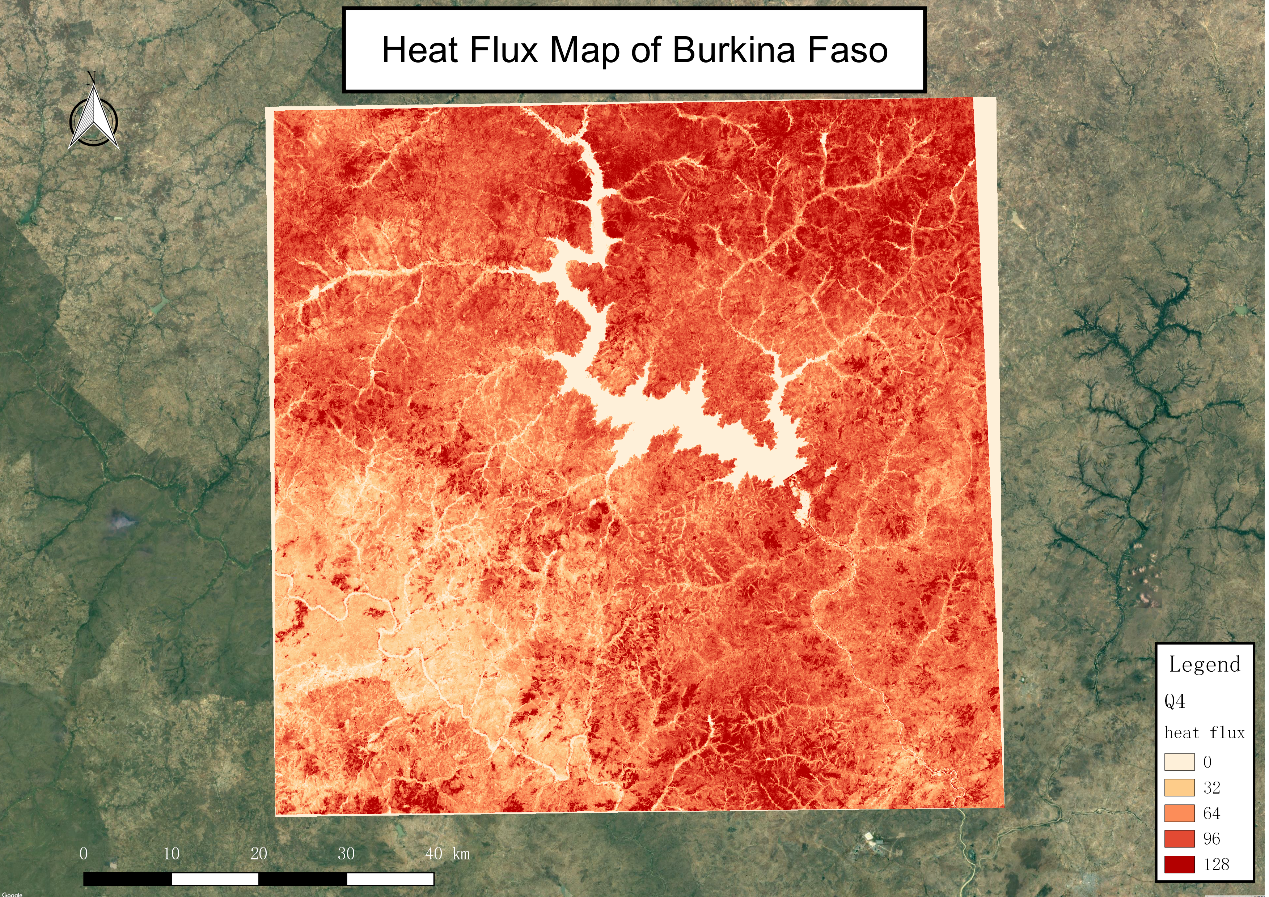 Heat Flux Map of Burkina Faso
N
0 10 20 30 40 km
Legend
Q4
heat flux
0
32
64
96
128
Google